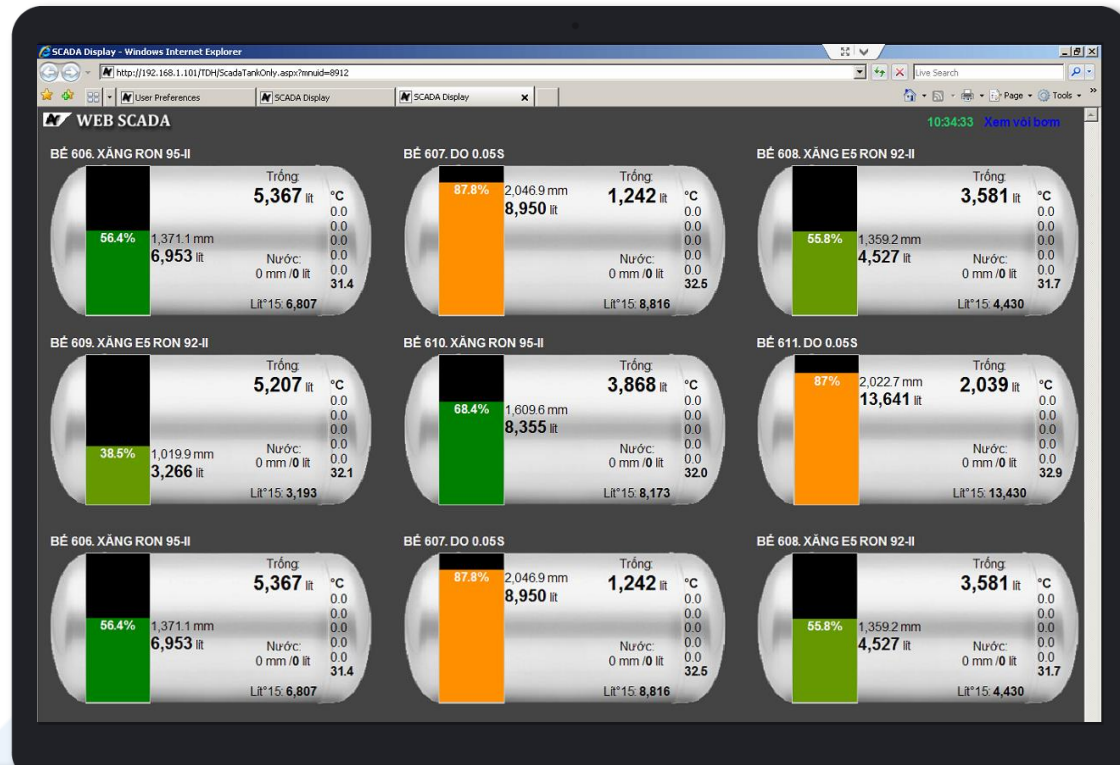 SCADA Display - Windows Internet Explorer
http://192.168.1.101/TDH/ScadaTankOnly.aspx?mnuid=8912
Live Search
User Preferences
SCADA Display
SCADA Display
Page
Tools
WEB SCADA
10:34:33 Xem vòi bơm
BỂ 606. XĂNG RON 95-II
56.4%
1,371.1 mm
6,953 lít
Trống:
5,367 lít
Nước:
0 mm /0 lít
Lít°15: 6,807
°C
0.0
0.0
0.0
0.0
0.0
31.4
BỂ 607. DO 0.05S
87.8%
2,046.9 mm
8,950 lít
Trống:
1,242 lít
Nước:
0 mm /0 lít
Lít°15: 8,816
°C
0.0
0.0
0.0
0.0
0.0
32.5
BỂ 608. XĂNG E5 RON 92-II
55.8%
1,359.2 mm
4,527 lít
Trống:
3,581 lít
Nước:
0 mm /0 lít
Lít°15: 4,430
°C
0.0
0.0
0.0
0.0
0.0
31.7
BỂ 609. XĂNG E5 RON 92-II
38.5%
1,019.9 mm
3,266 lít
Trống:
5,207 lít
Nước:
0 mm /0 lít
Lít°15: 3,193
°C
0.0
0.0
0.0
0.0
0.0
32.1
BỂ 610. XĂNG RON 95-II
68.4%
1,609.6 mm
8,355 lít
Trống:
3,868 lít
Nước:
0 mm /0 lít
Lít°15: 8,173
°C
0.0
0.0
0.0
0.0
0.0
32.0
BỂ 611. DO 0.05S
87%
2,022.7 mm
13,641 lít
Trống:
2,039 lít
Nước:
0 mm /0 lít
Lít°15: 13,430
°C
0.0
0.0
0.0
0.0
0.0
32.9
BỂ 606. XĂNG RON 95-II
56.4%
1,371.1 mm
6,953 lít
Trống:
5,367 lít
Nước:
0 mm /0 lít
Lít°15: 6,807
°C
0.0
0.0
0.0
0.0
0.0
31.4
BỂ 607. DO 0.05S
87.8%
2,046.9 mm
8,950 lít
Trống:
1,242 lít
Nước:
0 mm /0 lít
Lít°15: 8,816
°C
0.0
0.0
0.0
0.0
0.0
32.5
BỂ 608. XĂNG E5 RON 92-II
55.8%
1,359.2 mm
4,527 lít
Trống:
3,581 lít
Nước:
0 mm /0 lít
Lít°15: 4,430
°C
0.0
0.0
0.0
0.0
0.0
31.7